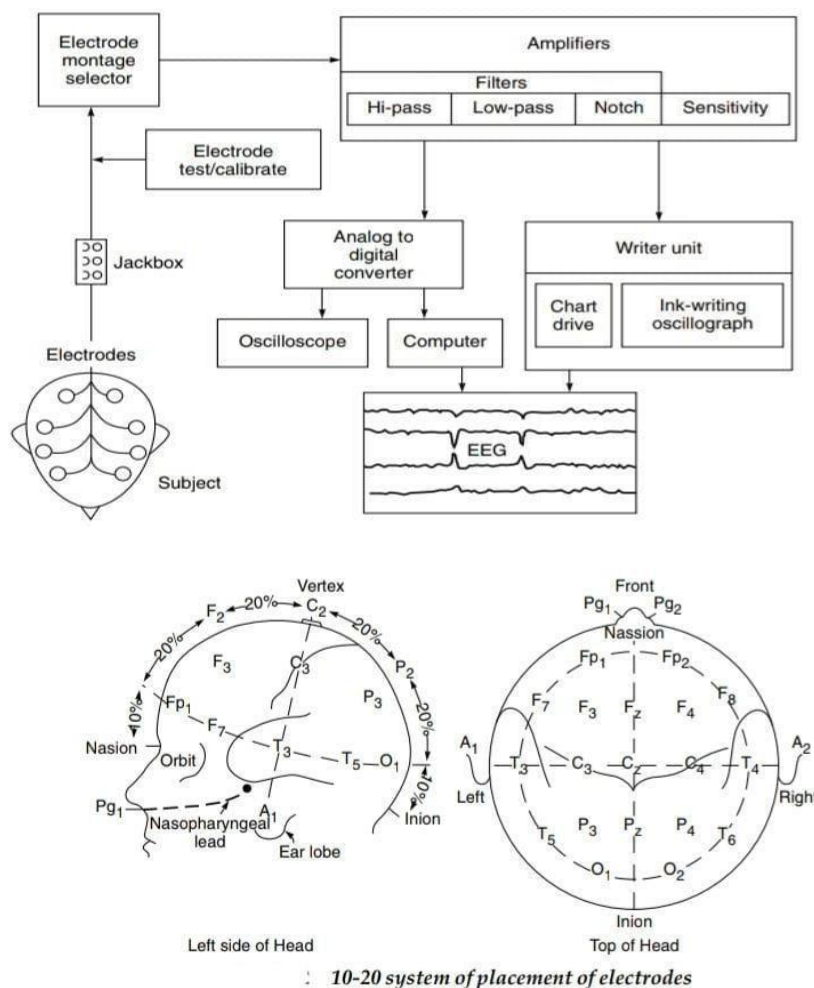 Electrode
montage
selector
Amplifiers
Filters
Hi-pass
Low-pass
Notch
Sensitivity
Electrode
test/calibrate
Jackbox
Analog to
digital
converter
Writer unit
Chart
drive
Ink-writing
oscillograph
Oscilloscope
Computer
Electrodes
EEG
Subject
Vertex
C2
20%
F2
20%
20%
P2
20%
10%
10%
F3
C3
P3
Fp1
F7
T3
T5
O1
Nasion
Orbit
Pg1
Nasopharyngeal
lead
A1
Ear lobe
Inion
Left side of Head
Front
Pg1
Pg2
Nassion
Fp1
Fp2
F7
F3
Fz
F4
F8
A1
A2
T3
C3
Cz
C4
T4
Left
Right
T5
P3
Pz
P4
T6
O1
O2
Inion
Top of Head
: 10-20 system of placement of electrodes